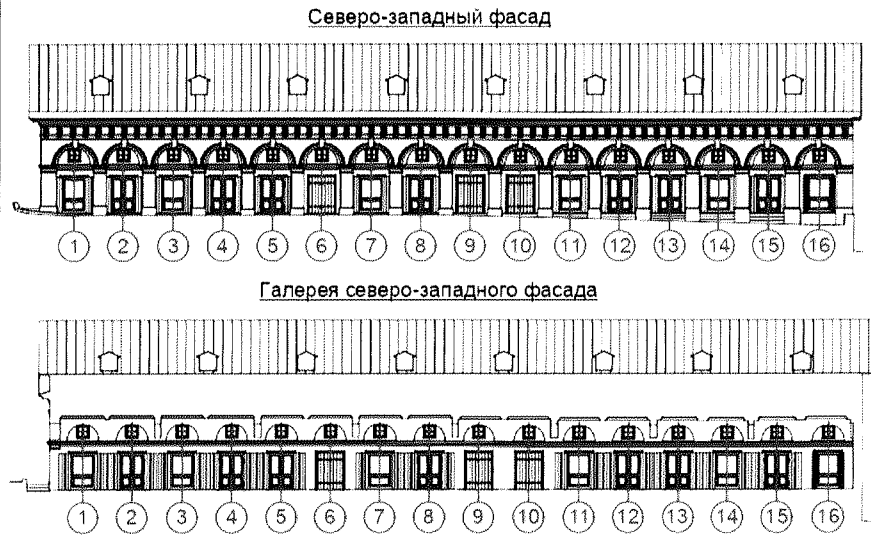 Северо-западный фасад
1 2 3 4 5 6 7 8 9 10 11 12 13 14 15 16
Галерея северо-западного фасада
1 2 3 4 5 6 7 8 9 10 11 12 13 14 15 16